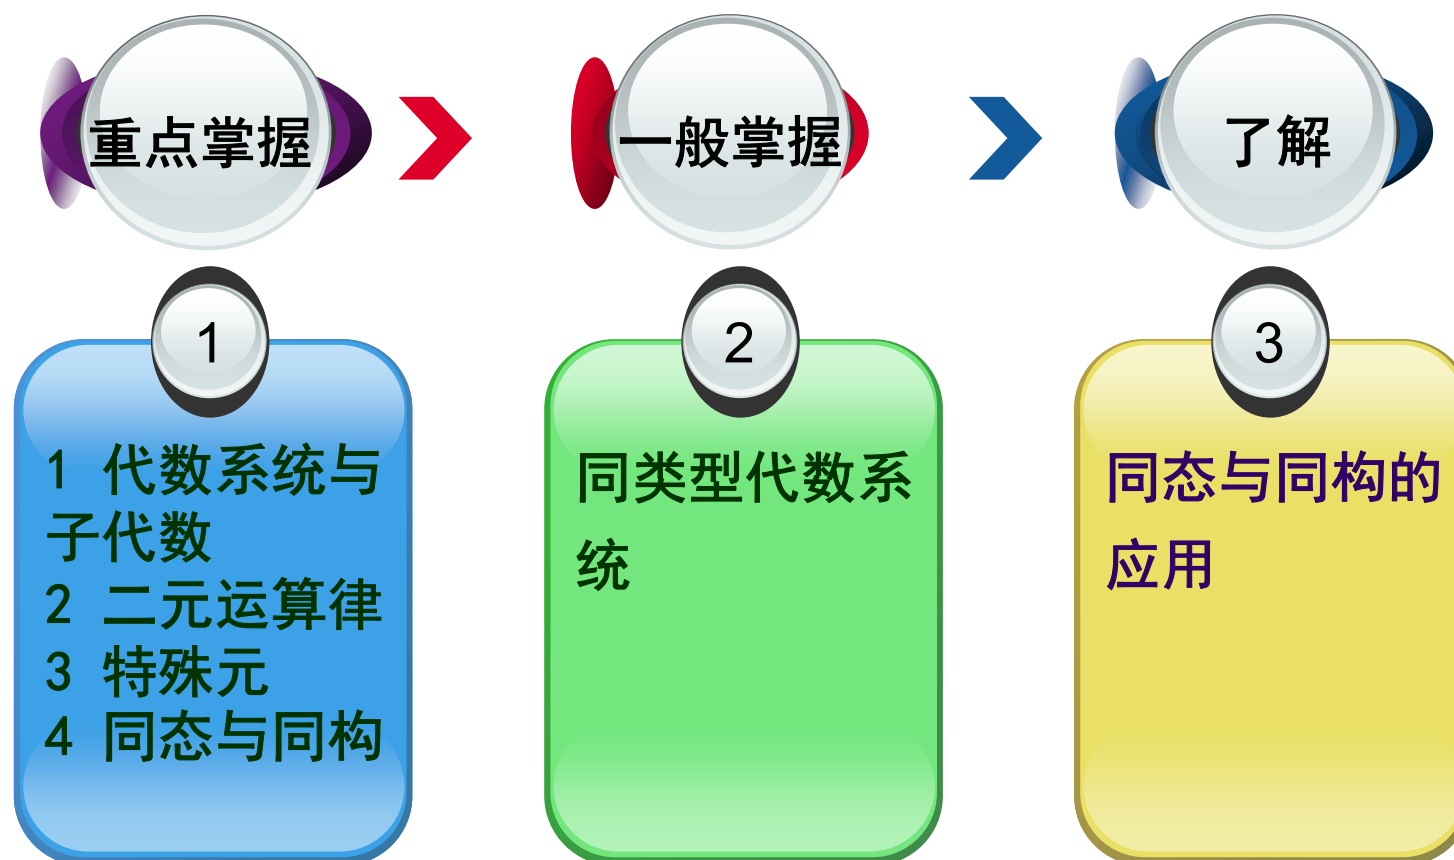 重点掌握
一般掌握
了解
1
1 代数系统与
子代数
2 二元运算律
3 特殊元
4 同态与同构
2
同类型代数系
统
3
同态与同构的
应用